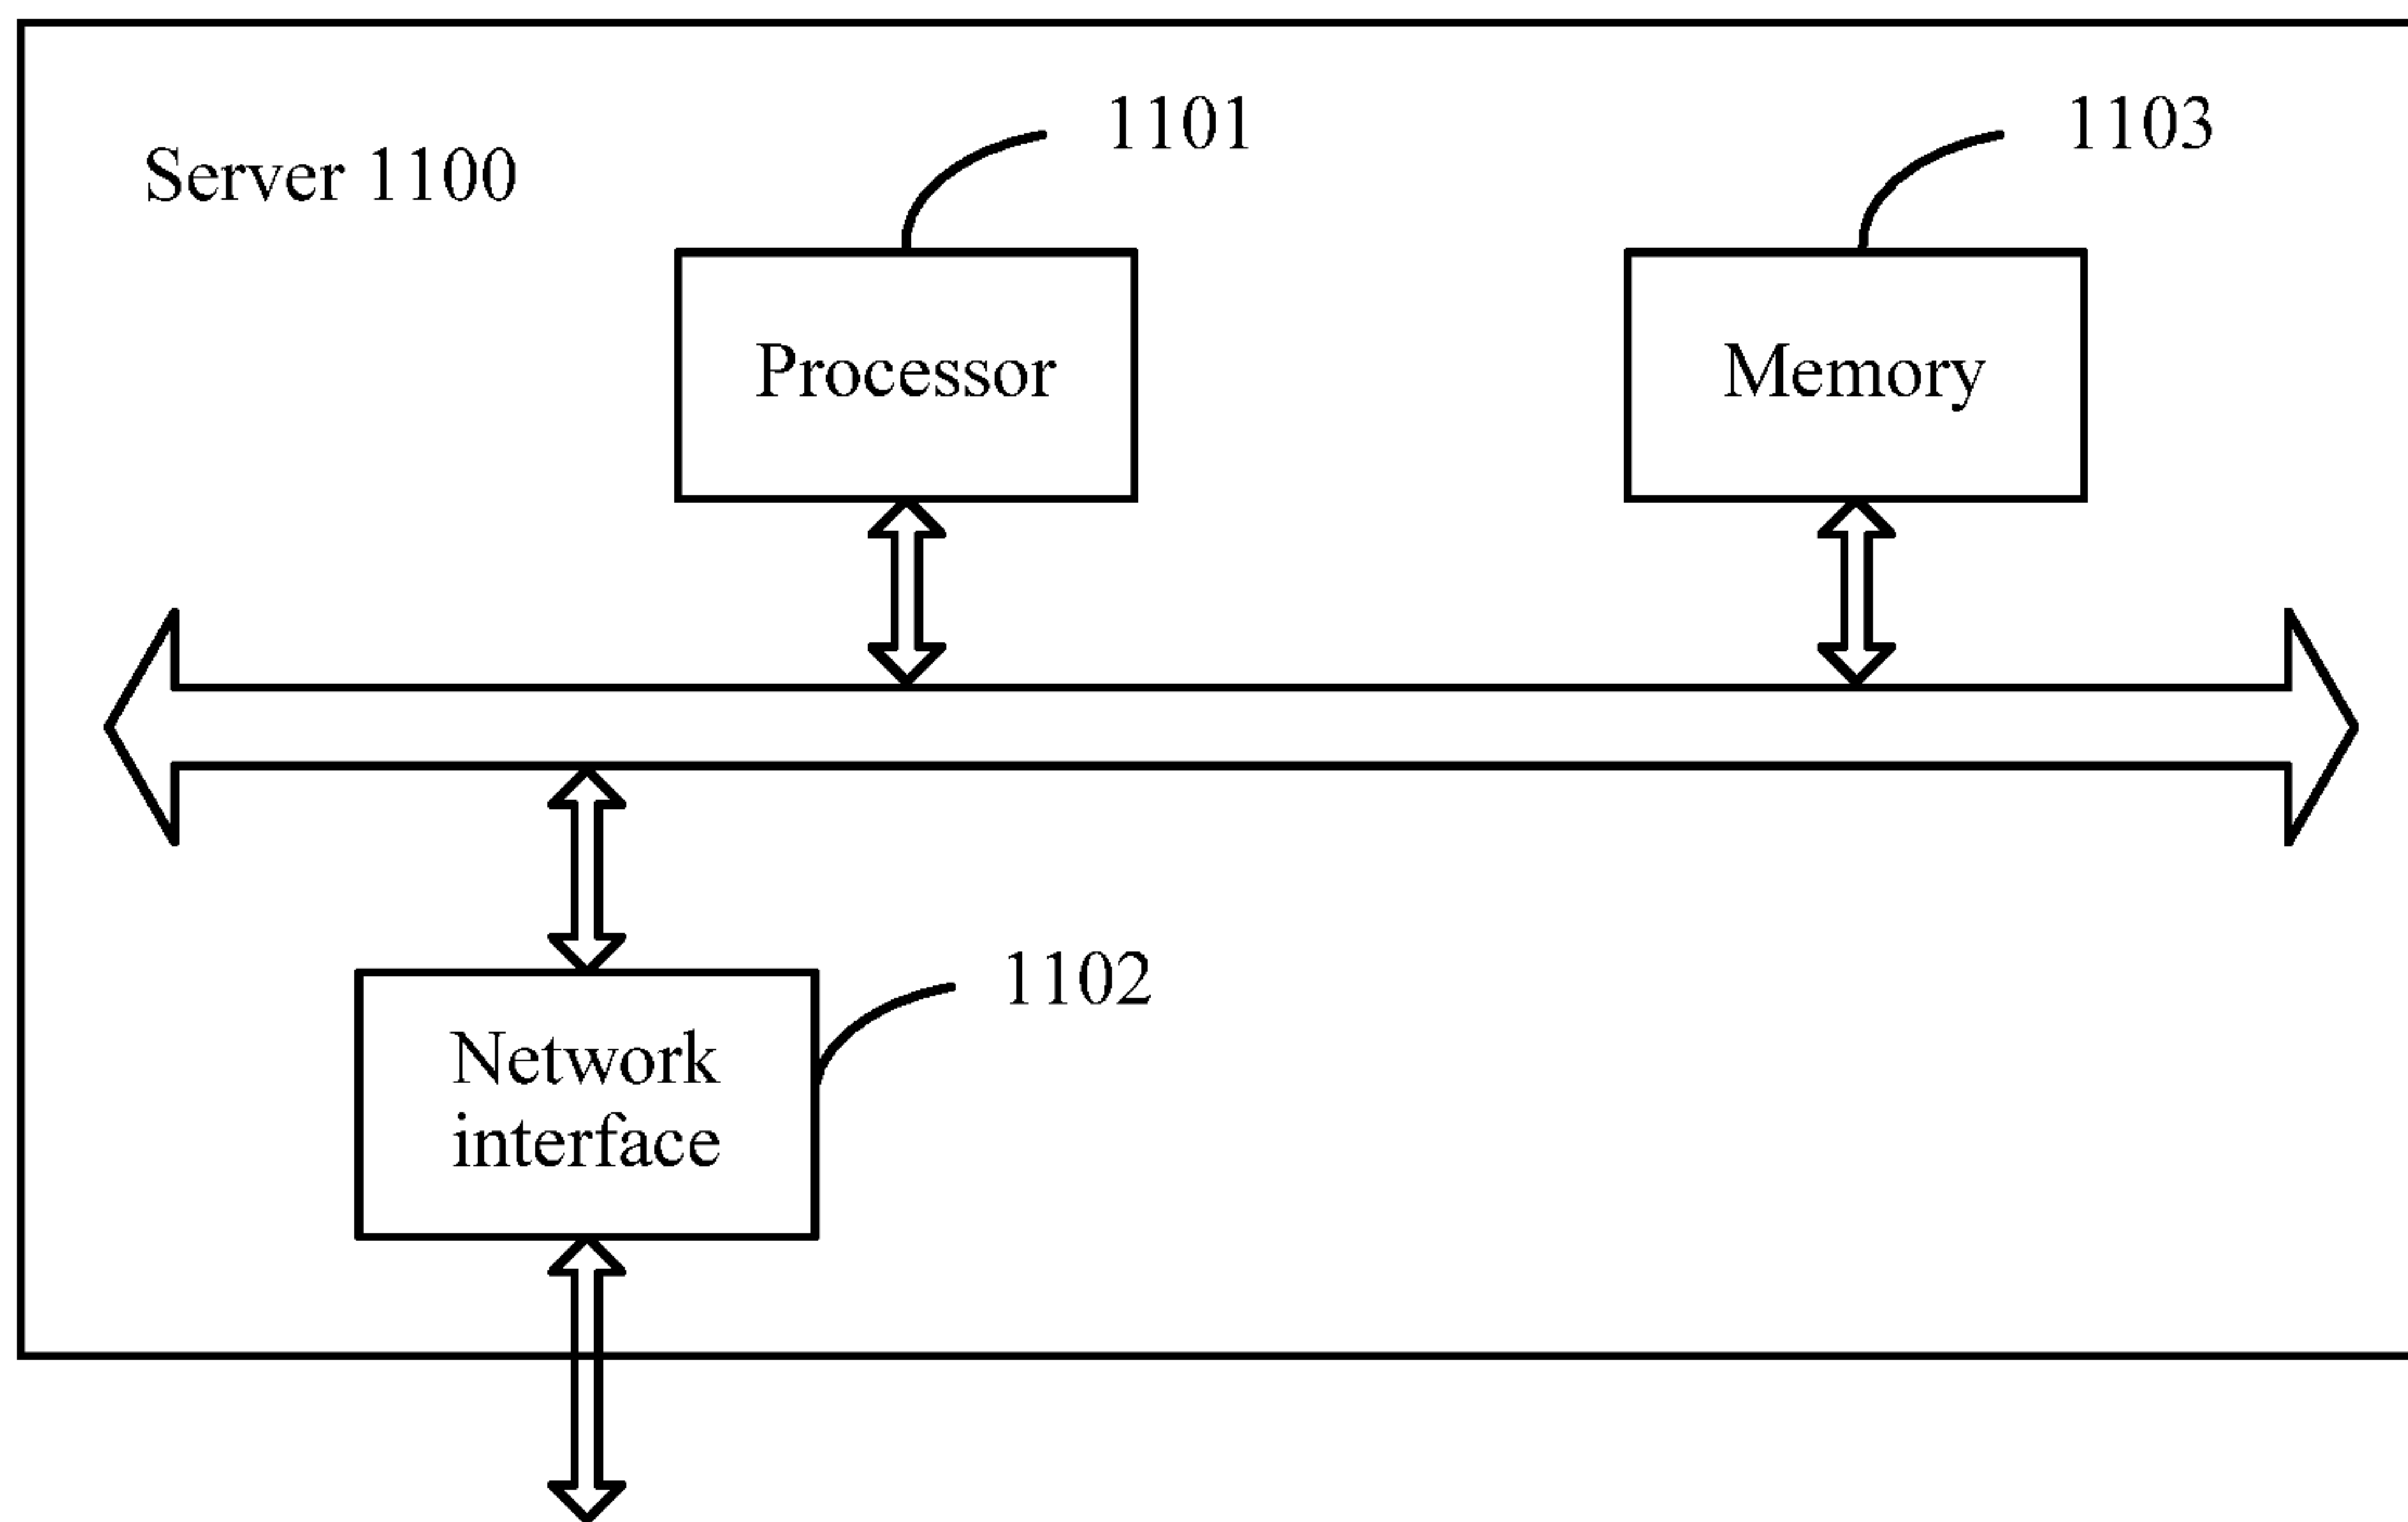 Server 1100
1101
1103
Processor
Memory
1102
Network
interface